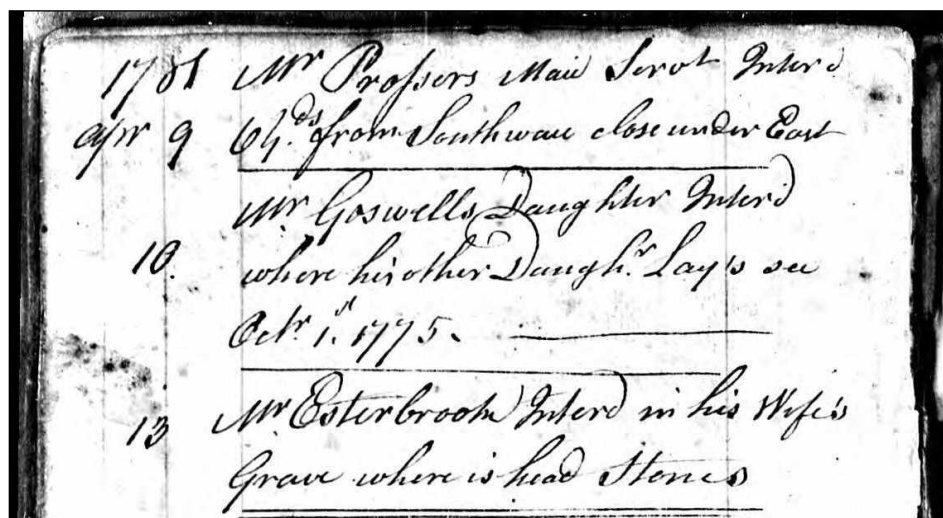 1781 Mr Prossers Maid Servt Interd
Apr 9 6 Yds. from Southwall close under East
Mr Goswells Daughter Interd
10. where his other Daughr. Lay's see
Octr. 1st. 1775.
13 Mr Esterbrook Interd in his Wife's
Grave where is head Stones